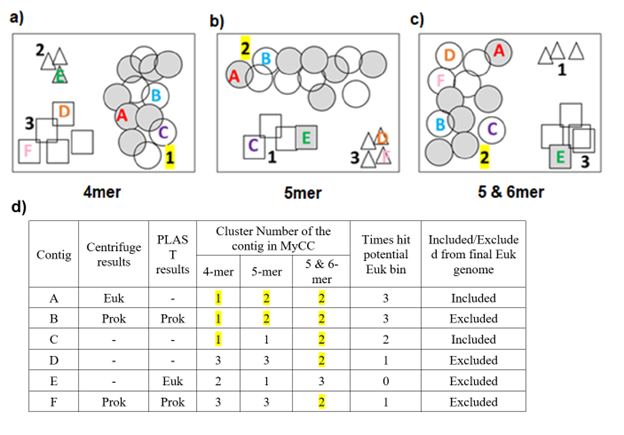 a)
2
E
D
3
F
B
A
C
1
4mer
b)
2
B
A
C
1
E
3
D
F
5mer
c)
D
A
F
B
C
2
1
E
3
5 & 6mer
d)
Contig Centrifuge results PLAS T results Cluster Number of the contig in MyCC Times hit potential Euk bin Included/Exclude d from final Euk genome
4-mer 5-mer 5 & 6-mer
A Euk - 1 2 2 3 Included
B Prok Prok 1 2 2 3 Excluded
C - - 1 1 2 2 Included
D - - 3 3 2 1 Excluded
E - Euk 2 1 3 0 Excluded
F Prok Prok 3 3 2 1 Excluded